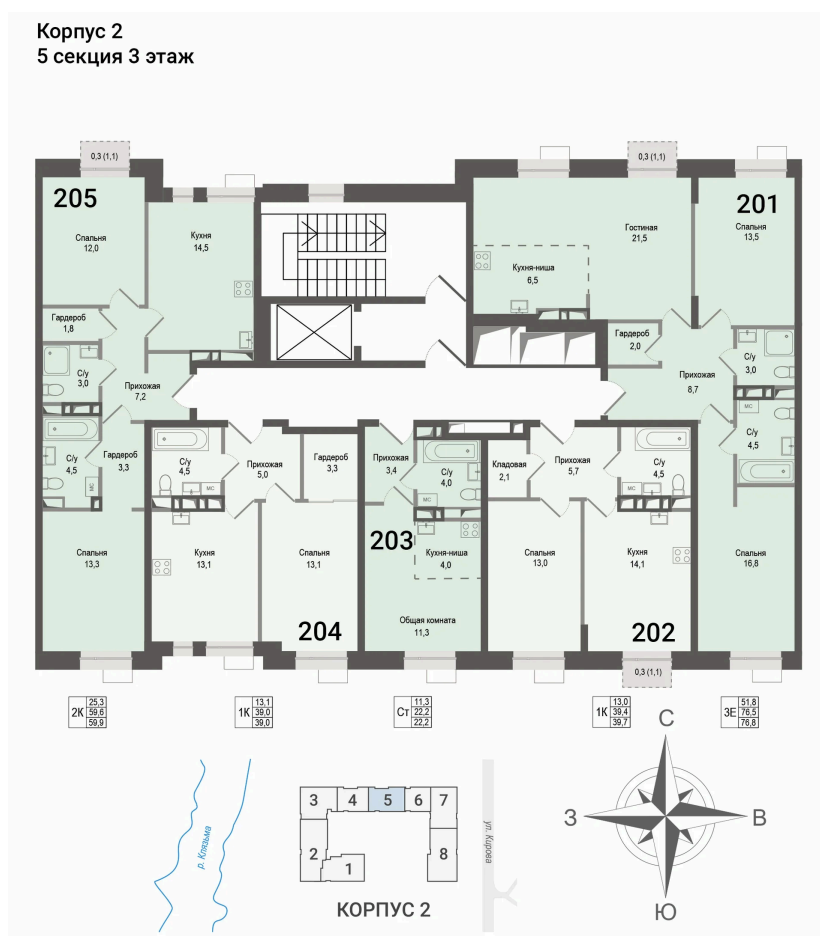 Корпус 2
5 секция 3 этаж
0,3 (1,1)
0,3 (1,1)
205
Спальня
12,0
Кухня
14,5
Гостиная
21,5
201
Спальня
13,5
Кухня-ниша
6,5
Гардероб
1,8
Гардероб
2,0
С/у
3,0
Прихожая
7,2
Прихожая
8,7
С/у
3,0
МС
С/у
4,5
С/у
4,5
МС
Гардероб
3,3
С/у
4,5
МС
Прихожая
5,0
Гардероб
3,3
Прихожая
3,4
С/у
4,0
МС
Кладовая
2,1
Прихожая
5,7
С/у
4,5
МС
Спальня
13,3
Кухня
13,1
Спальня
13,1
203
Кухня-ниша
4,0
Спальня
13,0
Кухня
14,1
Спальня
16,8
204
Общая комната
11,3
202
0,3 (1,1)
2К
25,3
59,6
59,9
1К
13,1
39,0
39,0
Ст
11,3
22,2
22,2
1К
13,0
39,4
39,7
3Е
51,8
76,5
76,8
р. Клязьма
3
4
5
6
7
2
1
8
КОРПУС 2
ул. Кирова
С
З
В
Ю